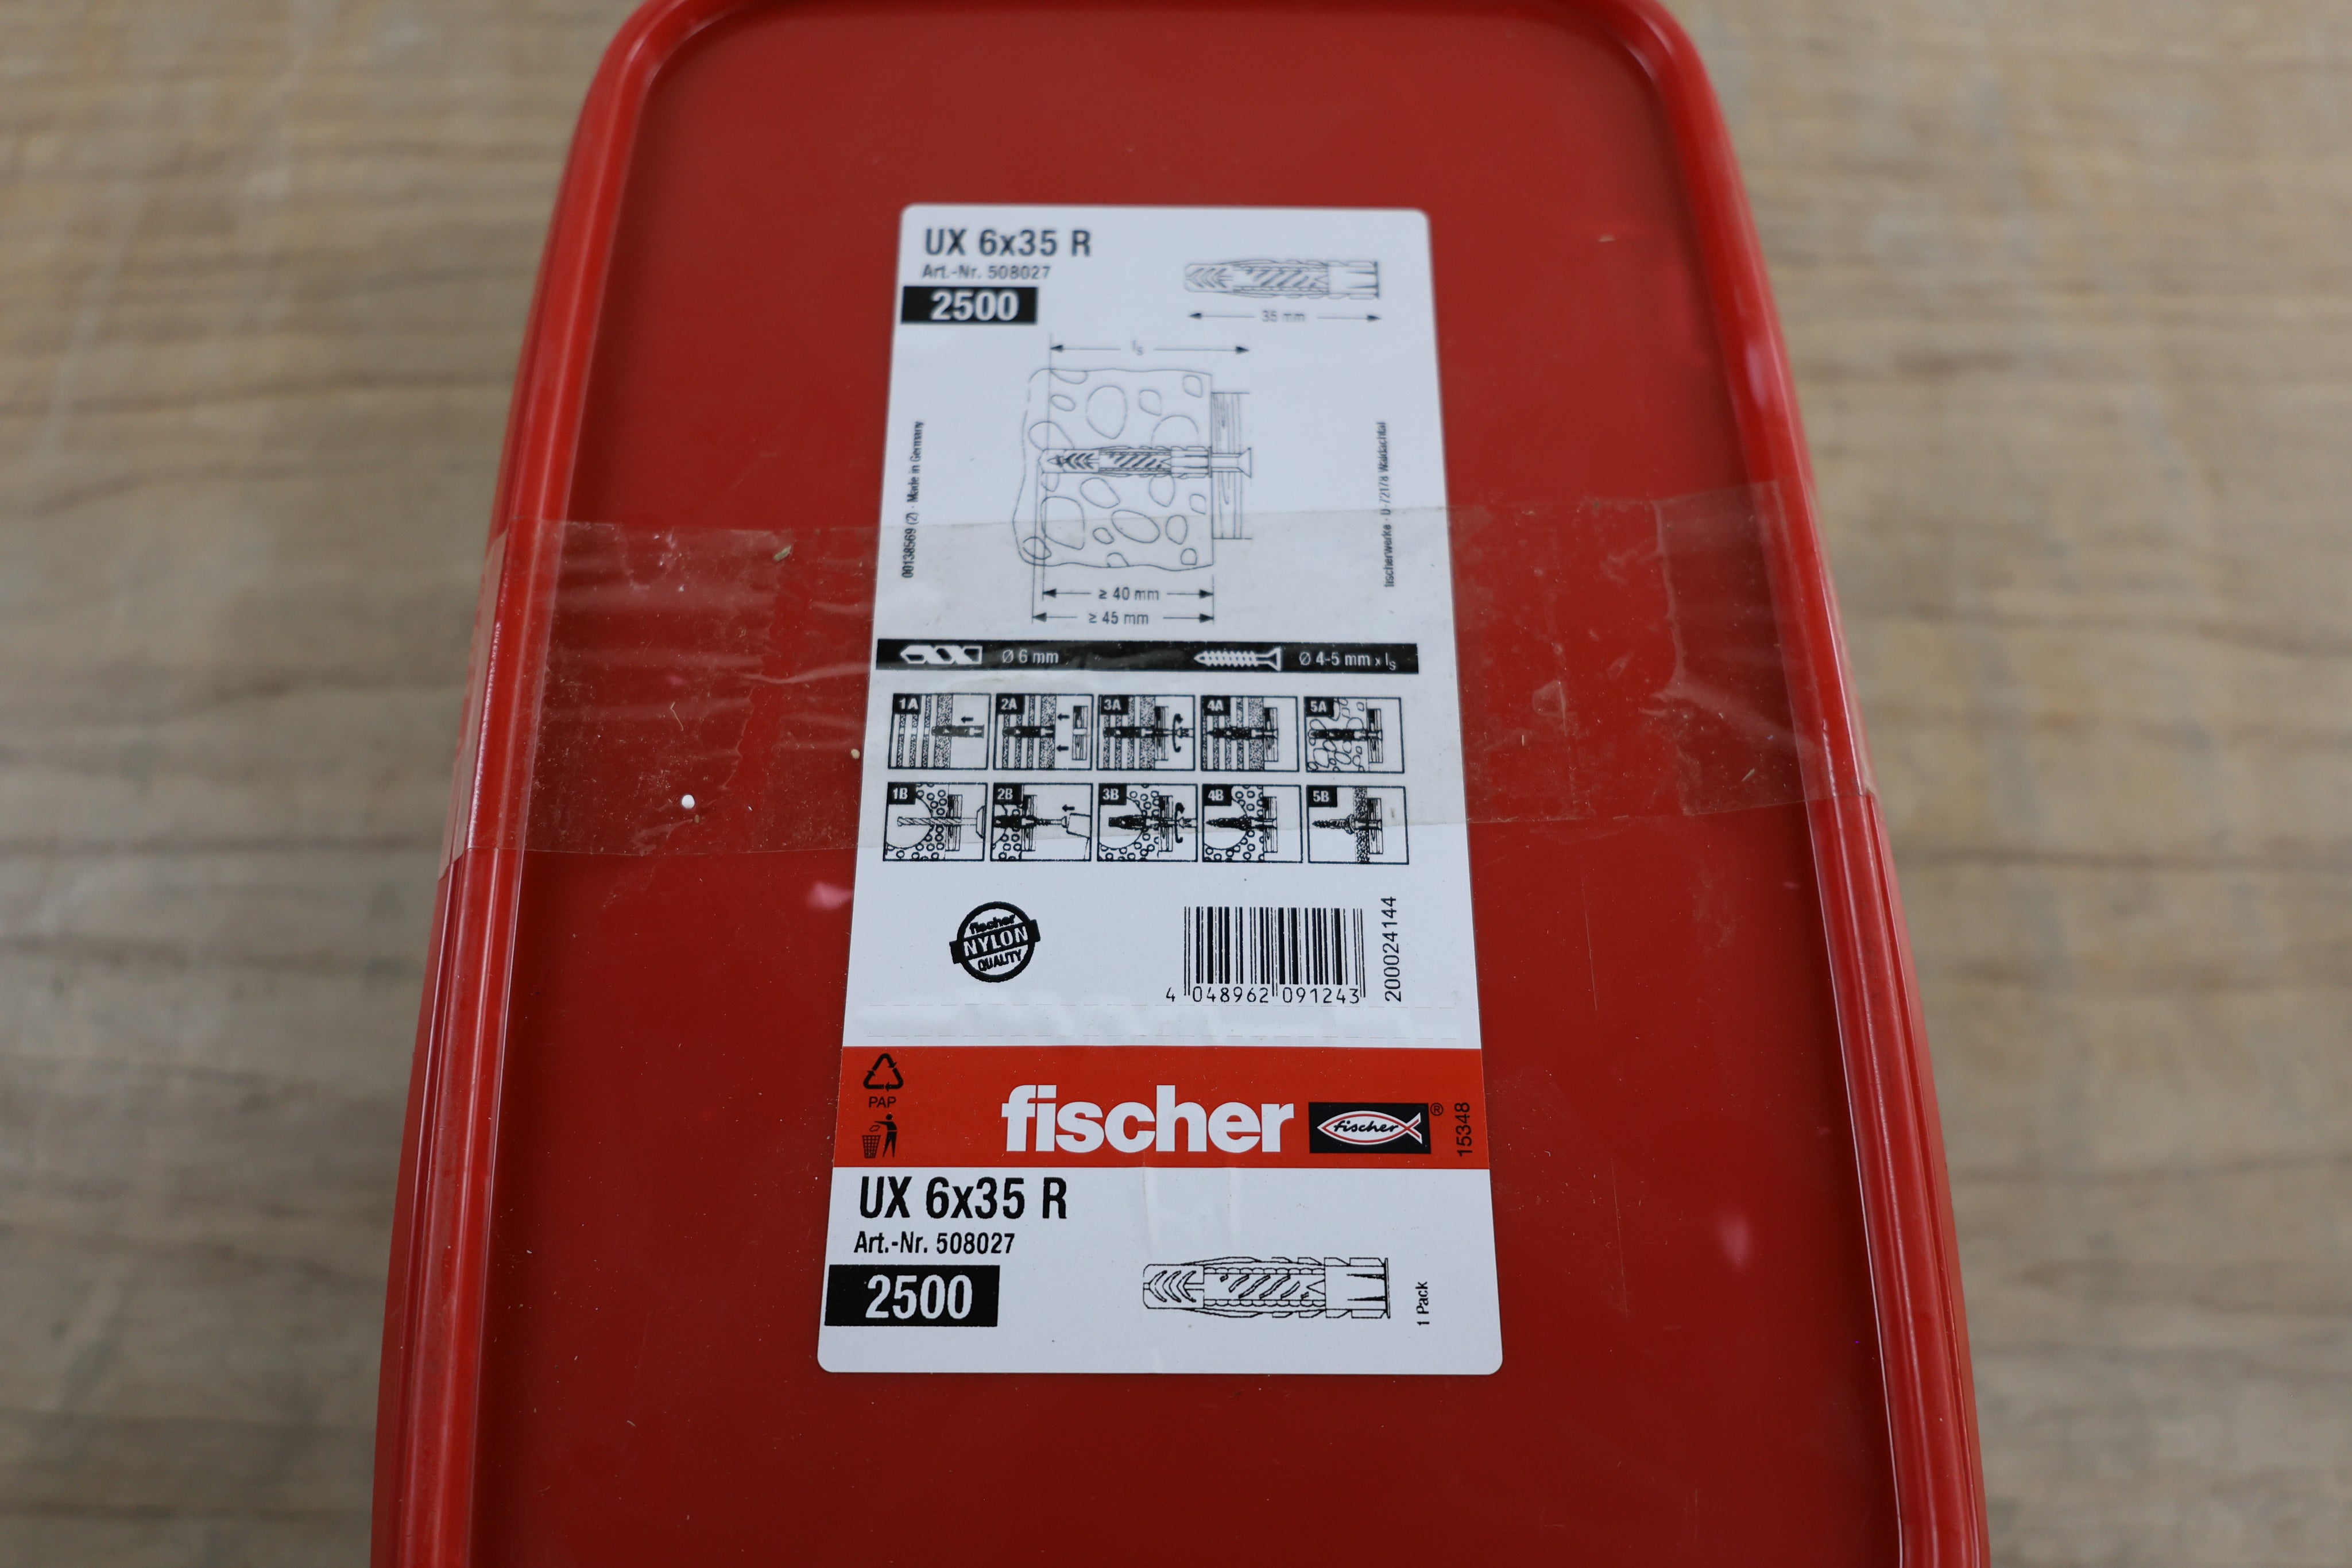 UX 6x35 R
Art.-Nr. 508027
2500
35 mm
ls
00138569 (2) - Made in Germany
fischerwerke · D-72178 Waldachtal
≥ 40 mm
≥ 45 mm
Ø 6 mm
Ø 4-5 mm x ls
1A
2A
3A
4A
5A
1B
2B
3B
4B
5B
fischer
NYLON
QUALITY
4 048962 091243
200024144
PAP
fischer
fischer
®
15348
UX 6x35 R
Art.-Nr. 508027
2500
1 Pack